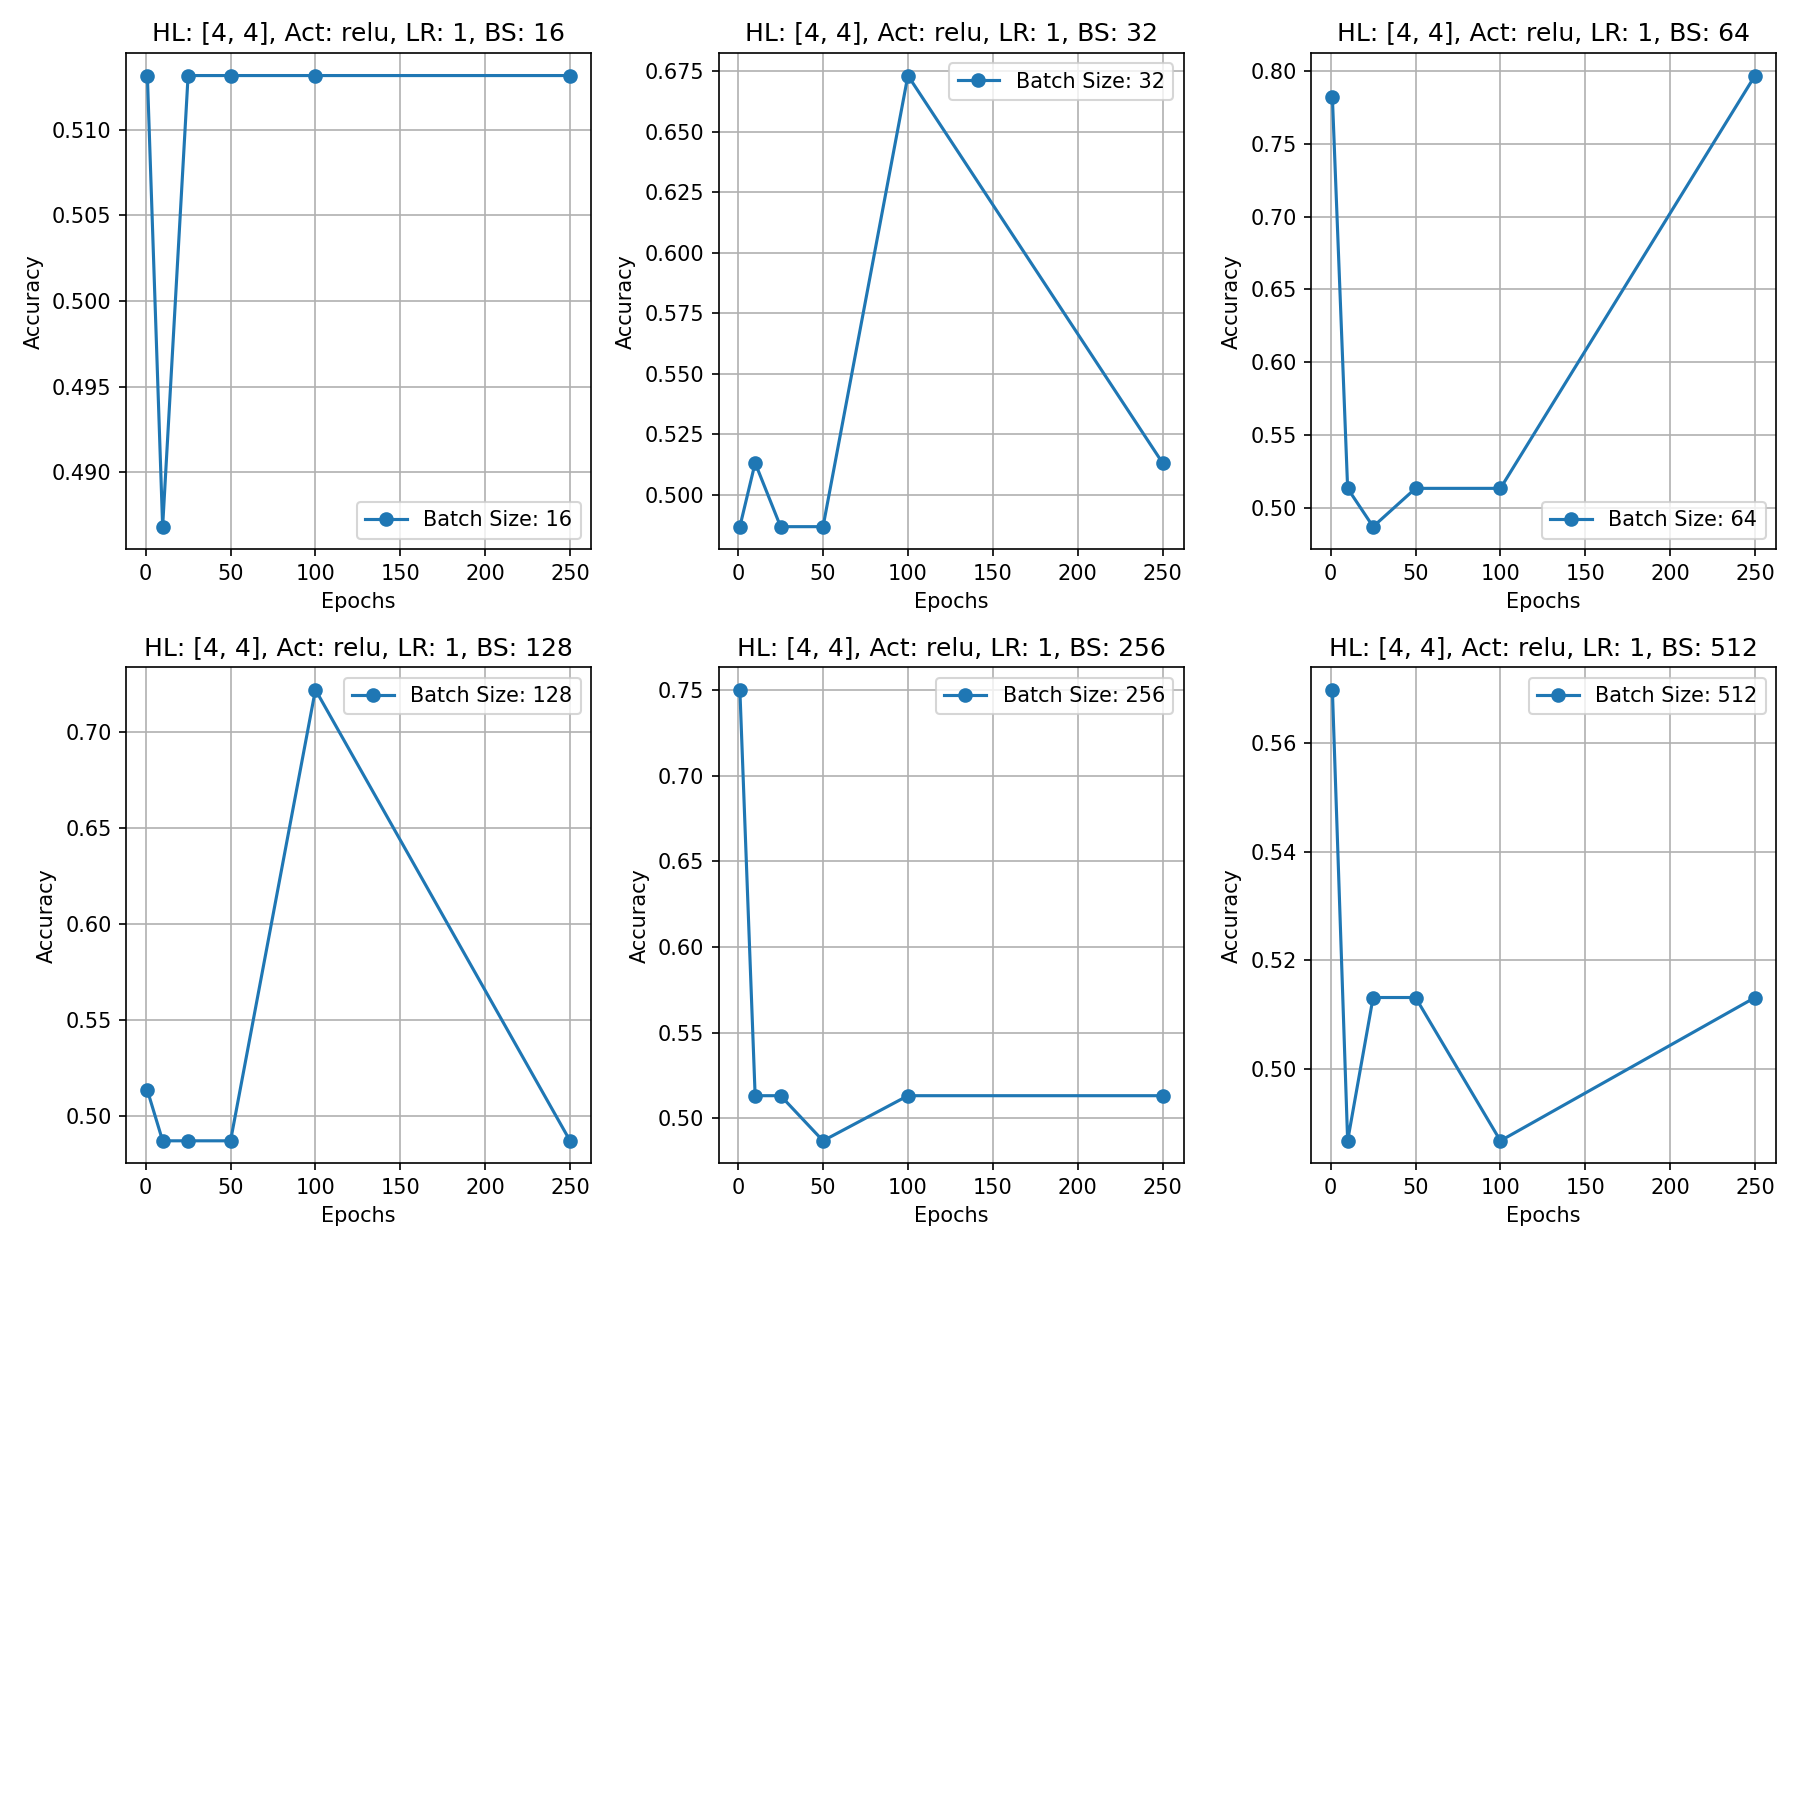 HL: [4, 4], Act: relu, LR: 1, BS: 16
0.510
0.505
0.500
0.495
0.490
Accuracy
Batch Size: 16
0 50 100 150 200 250
Epochs
HL: [4, 4], Act: relu, LR: 1, BS: 32
0.675
0.650
0.625
0.600
0.575
0.550
0.525
0.500
Accuracy
Batch Size: 32
0 50 100 150 200 250
Epochs
HL: [4, 4], Act: relu, LR: 1, BS: 64
0.80
0.75
0.70
0.65
0.60
0.55
0.50
Accuracy
Batch Size: 64
0 50 100 150 200 250
Epochs
HL: [4, 4], Act: relu, LR: 1, BS: 128
0.70
0.65
0.60
0.55
0.50
Accuracy
Batch Size: 128
0 50 100 150 200 250
Epochs
HL: [4, 4], Act: relu, LR: 1, BS: 256
0.75
0.70
0.65
0.60
0.55
0.50
Accuracy
Batch Size: 256
0 50 100 150 200 250
Epochs
HL: [4, 4], Act: relu, LR: 1, BS: 512
0.56
0.54
0.52
0.50
Accuracy
Batch Size: 512
0 50 100 150 200 250
Epochs